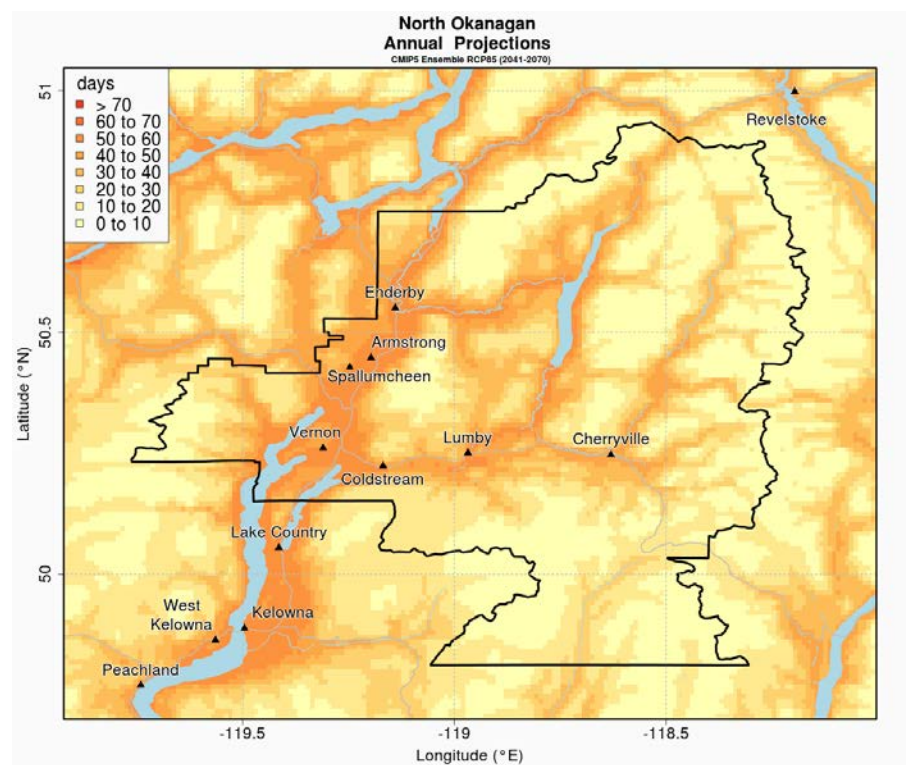 North Okanagan
Annual Projections
CMIP5 Ensemble RCP85 (2041-2070)
days
> 70
60 to 70
50 to 60
40 to 50
30 to 40
20 to 30
10 to 20
0 to 10
51
50.5
50
Latitude (°N)
Revelstoke
Enderby
Armstrong
Spallumcheen
Vernon
Lumby
Cherryville
Coldstream
Lake Country
West
Kelowna
Kelowna
Peachland
-119.5
-119
-118.5
Longitude (°E)